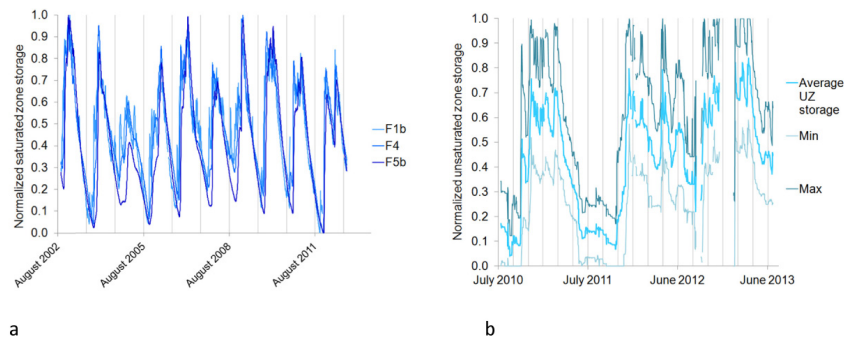 Normalized saturated zone storage
1.0
0.9
0.8
0.7
0.6
0.5
0.4
0.3
0.2
0.1
0.0
August 2002
August 2005
August 2008
August 2011
F1b
F4
F5b
a
Normalized unsaturated zone storage
1.0
0.9
0.8
0.7
0.6
0.5
0.4
0.3
0.2
0.1
0.0
July 2010
July 2011
June 2012
June 2013
Average
UZ
storage
Min
Max
b